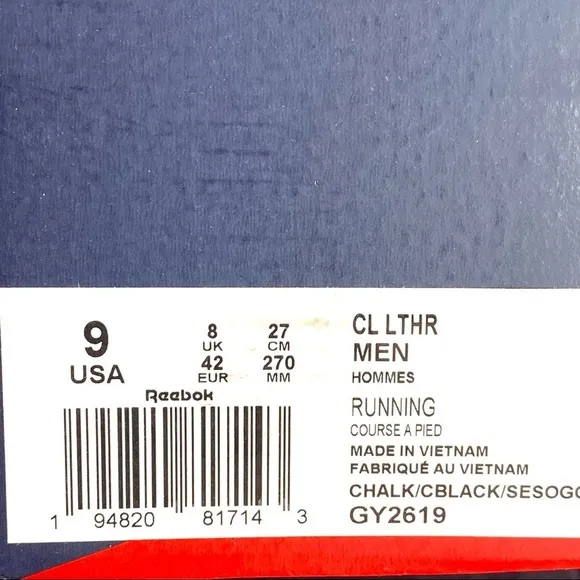 9
USA
8 27
UK CM
42 270
EUR MM
Reebok
1 94820 81714 3
CL LTHR
MEN
HOMMES
RUNNING
COURSE A PIED
MADE IN VIETNAM
FABRIQUÉ AU VIETNAM
CHALK/CBLACK/SESOGO
GY2619